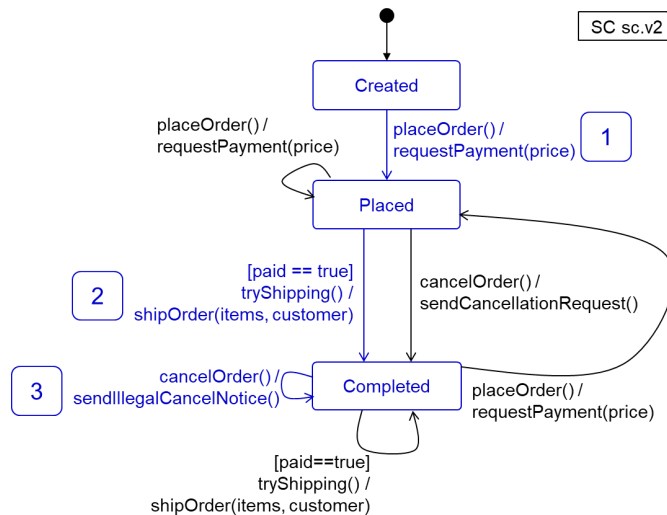 SC sc.v2
Created
placeOrder() /
requestPayment(price)
placeOrder() /
requestPayment(price)
1
Placed
[paid == true]
tryShipping() /
shipOrder(items, customer)
2
cancelOrder() /
sendCancellationRequest()
3
cancelOrder() /
sendIllegalCancelNotice()
Completed
placeOrder() /
requestPayment(price)
[paid==true]
tryShipping() /
shipOrder(items, customer)